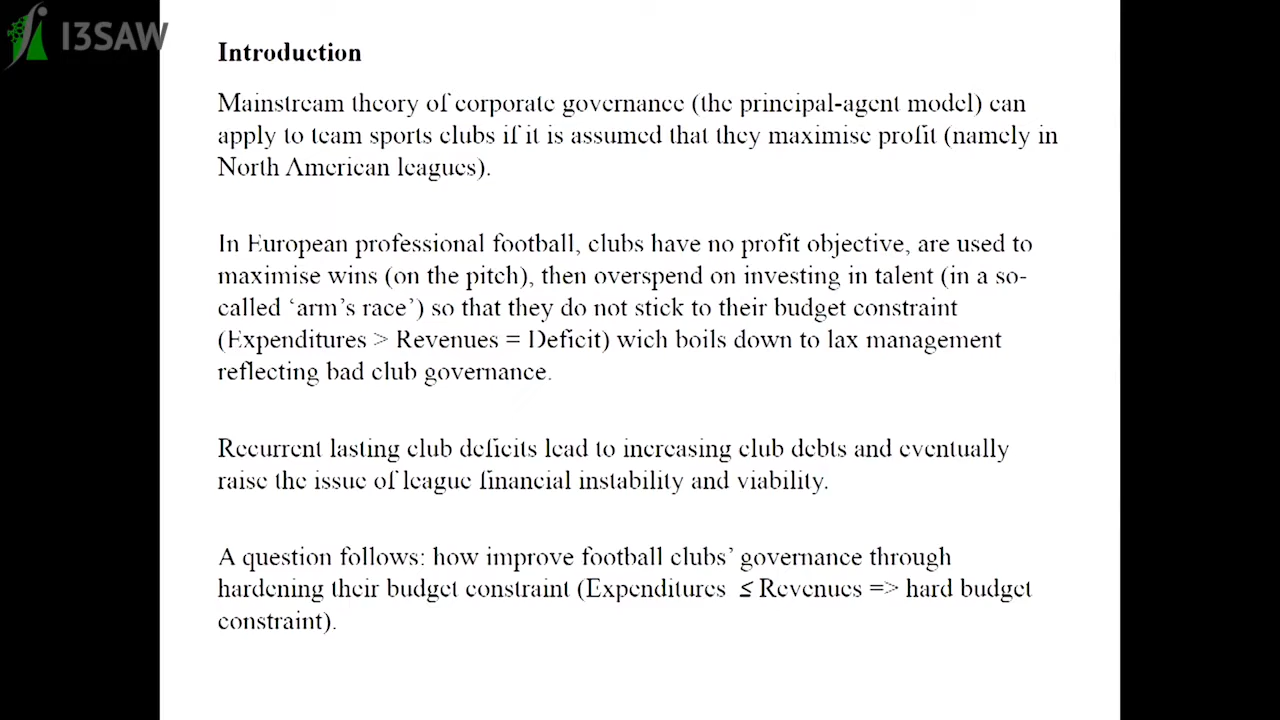 I3SAW
Introduction
Mainstream theory of corporate governance (the principal-agent model) can
apply to team sports clubs if it is assumed that they maximise profit (namely in
North American leagues).
In European professional football, clubs have no profit objective, are used to
maximise wins (on the pitch), then overspend on investing in talent (in a so-
called ‘arm’s race’) so that they do not stick to their budget constraint
(Expenditures > Revenues = Deficit) wich boils down to lax management
reflecting bad club governance.
Recurrent lasting club deficits lead to increasing club debts and eventually
raise the issue of league financial instability and viability.
A question follows: how improve football clubs’ governance through
hardening their budget constraint (Expenditures ≤ Revenues => hard budget
constraint).